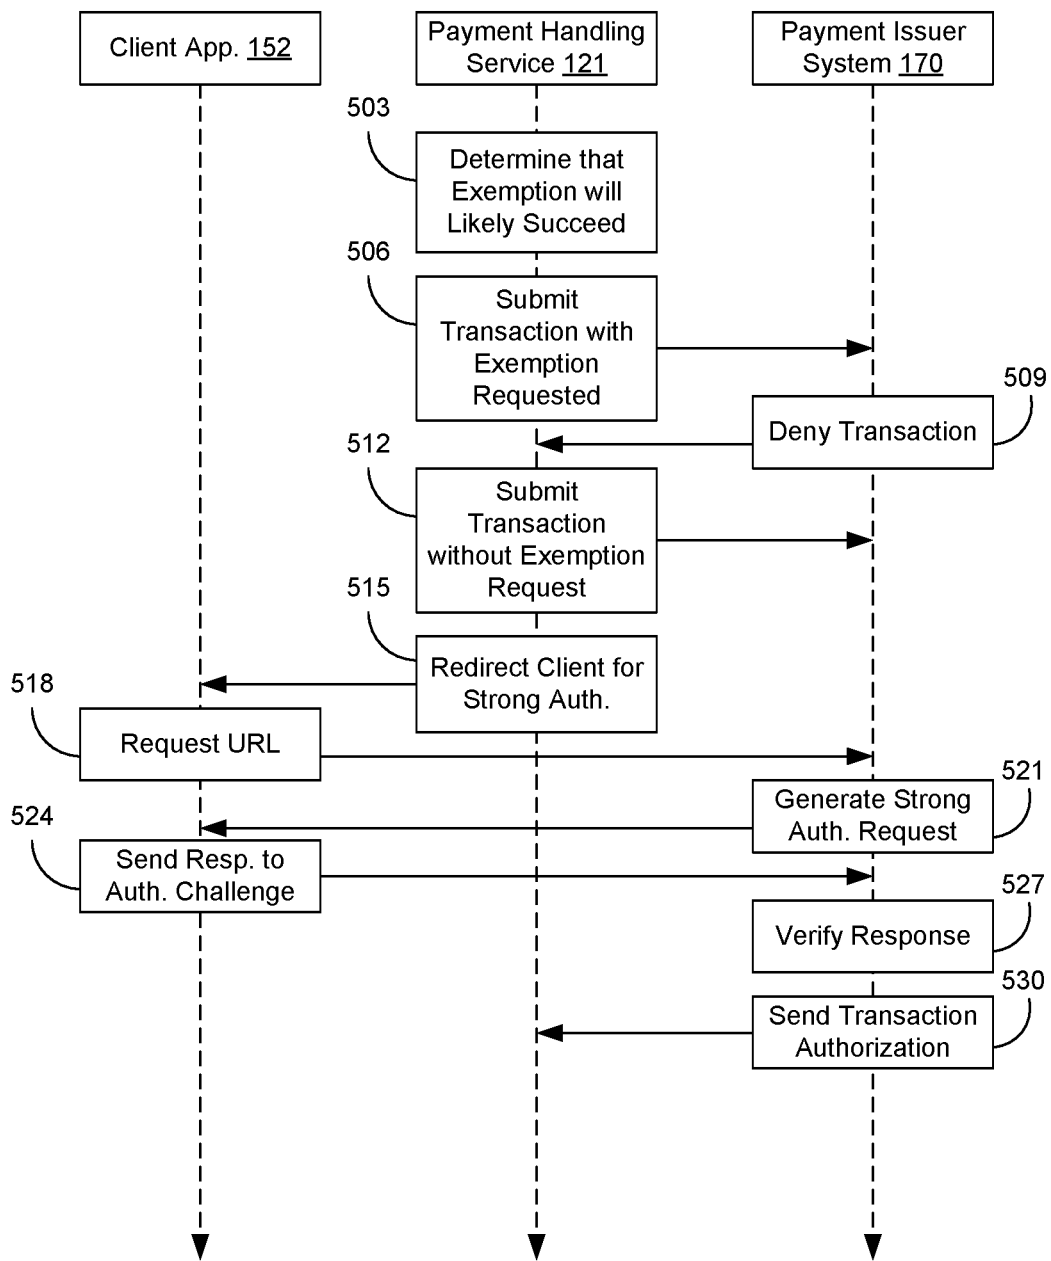 Client App. 152
Payment Handling
Service 121
Payment Issuer
System 170
503
Determine that
Exemption will
Likely Succeed
506
Submit
Transaction with
Exemption
Requested
509
Deny Transaction
512
Submit
Transaction
without Exemption
Request
515
Redirect Client for
Strong Auth.
518
Request URL
521
Generate Strong
Auth. Request
524
Send Resp. to
Auth. Challenge
527
Verify Response
530
Send Transaction
Authorization